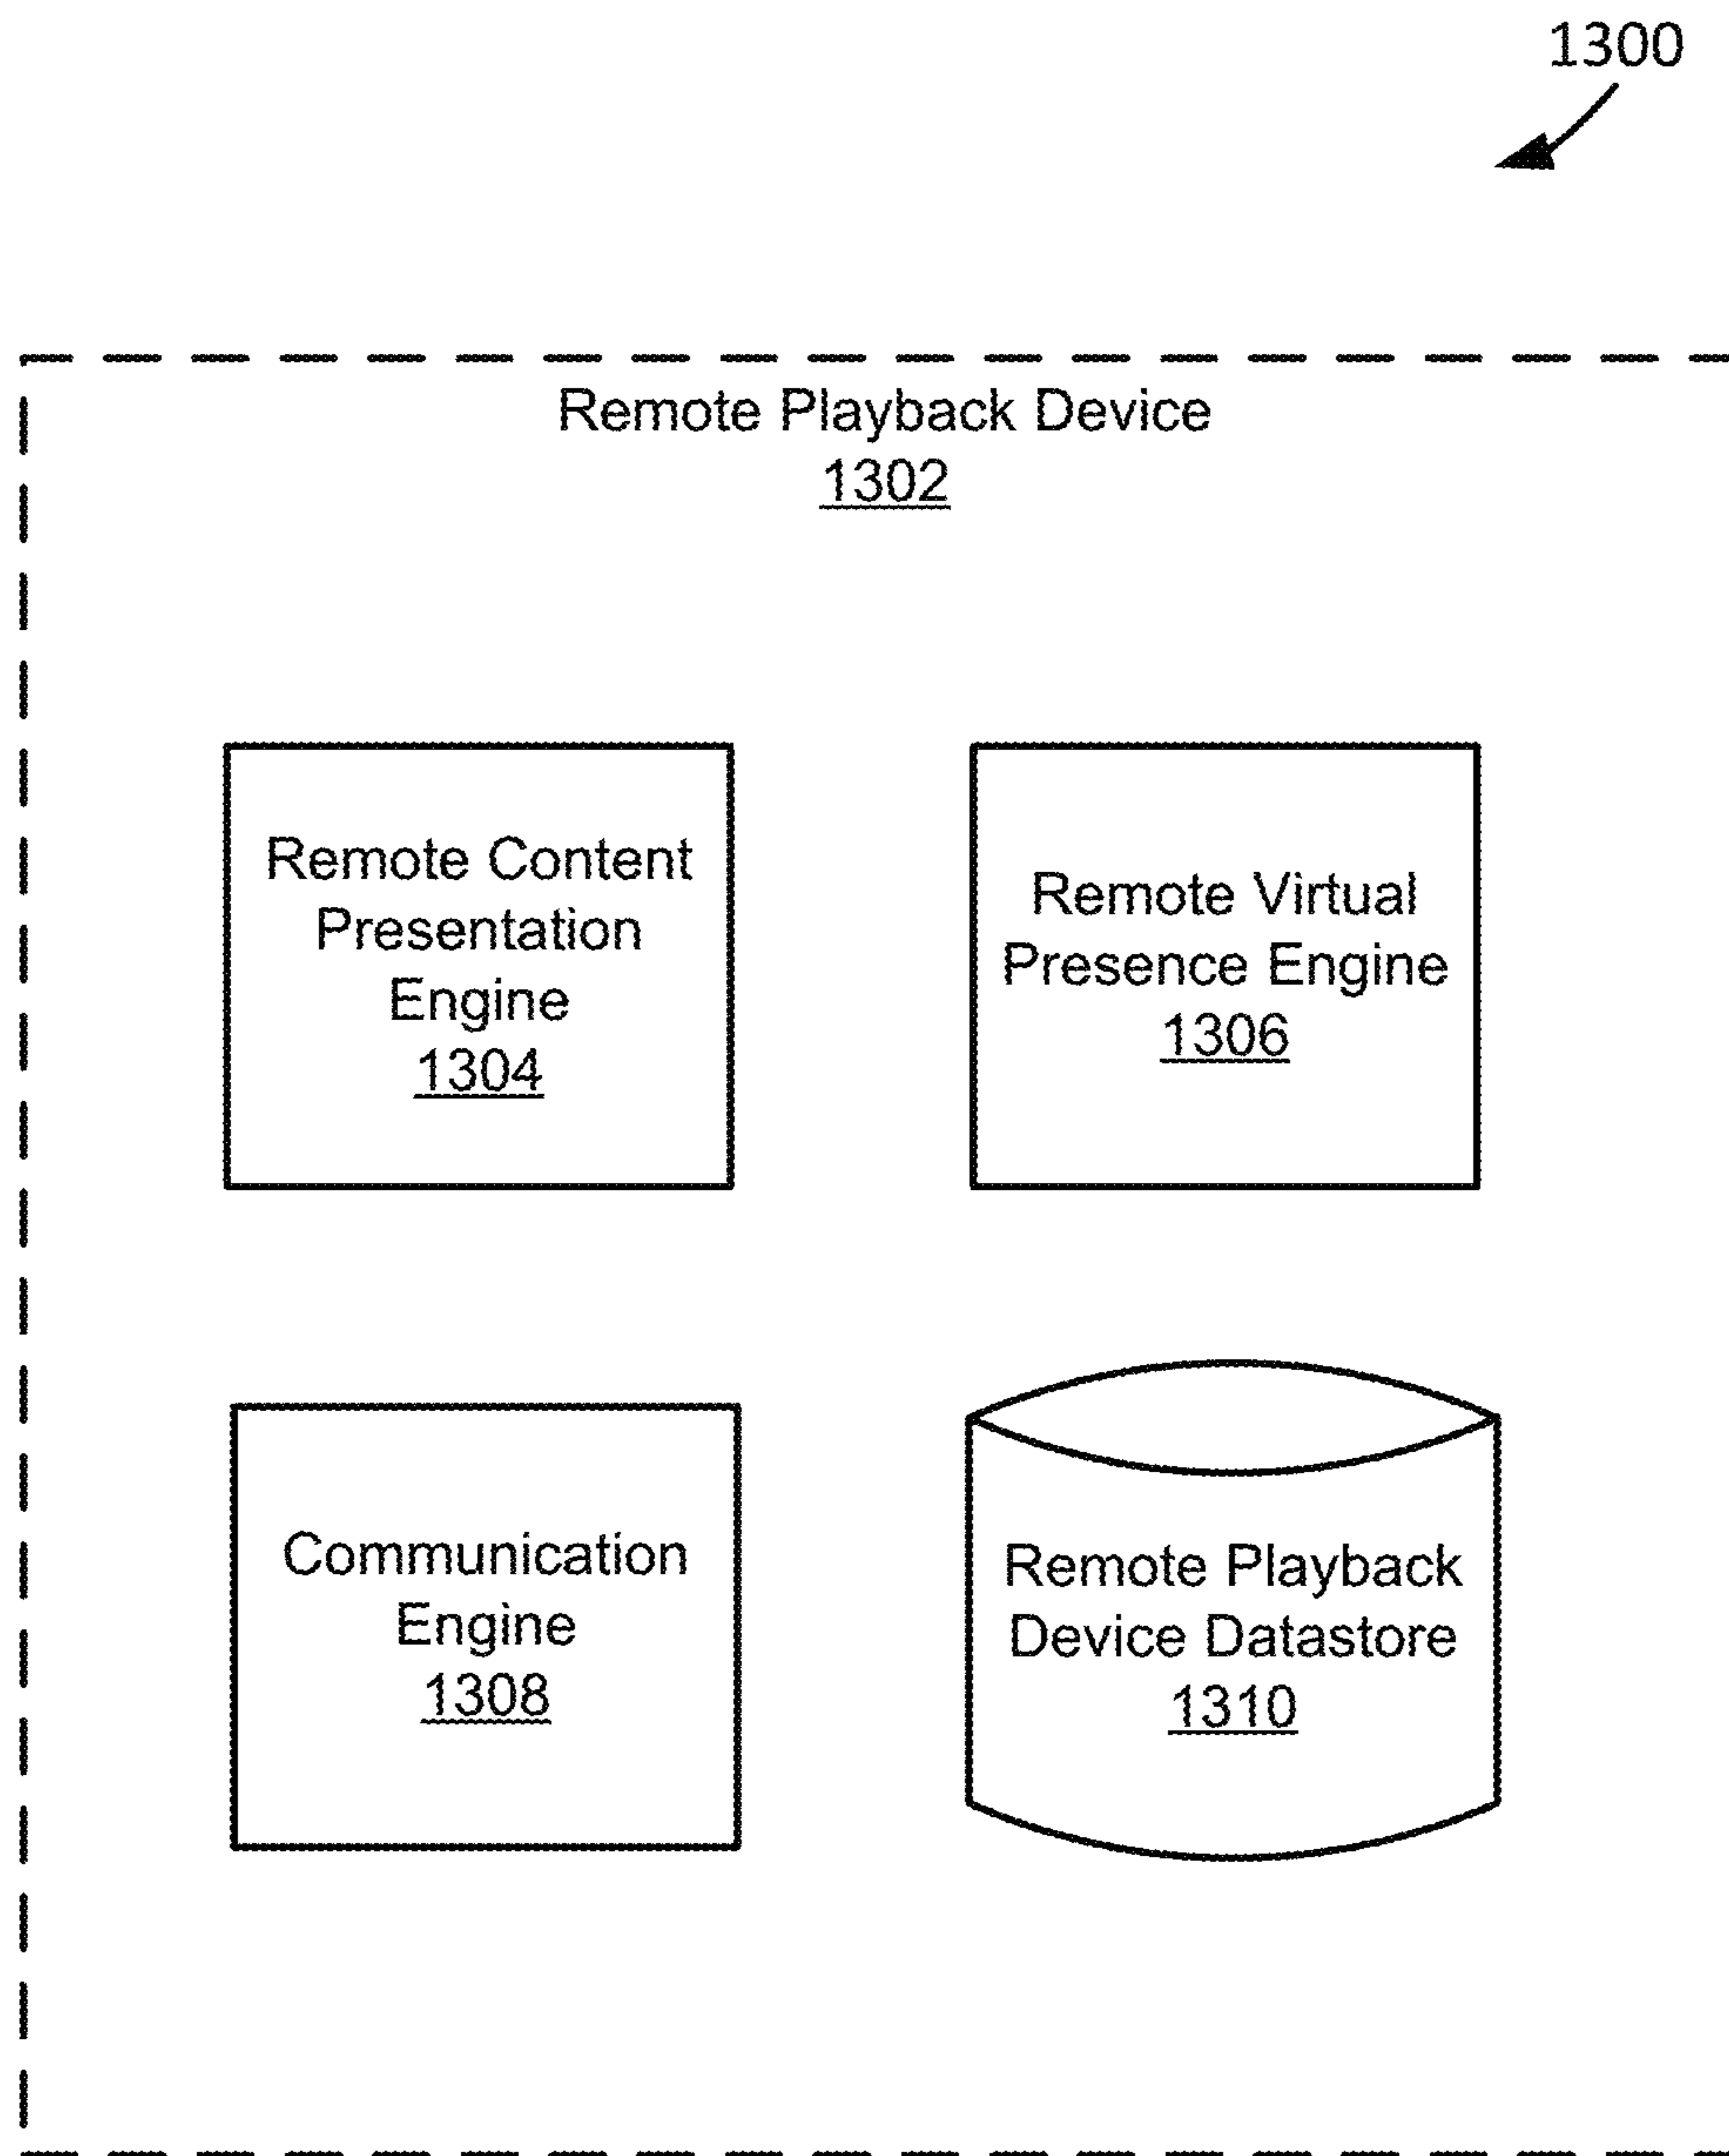 1300
Remote Playback Device
1302
Remote Content
Presentation
Engine
1304
Remote Virtual
Presence Engine
1306
Communication
Engine
1308
Remote Playback
Device Datastore
1310